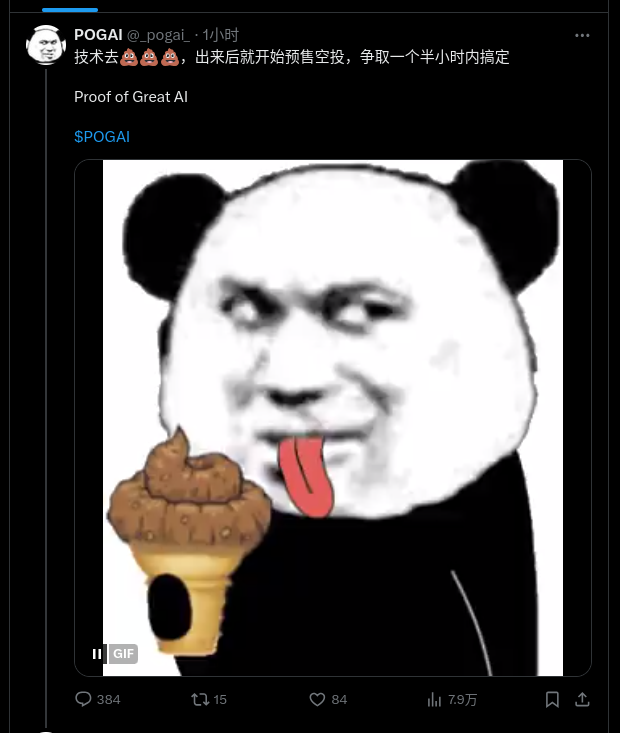 POGAI @_pogai_ · 1小时
技术去💩💩💩，出来后就开始预售空投，争取一个半小时内搞定
Proof of Great AI
$POGAI
GIF
384 15 84 7.9万